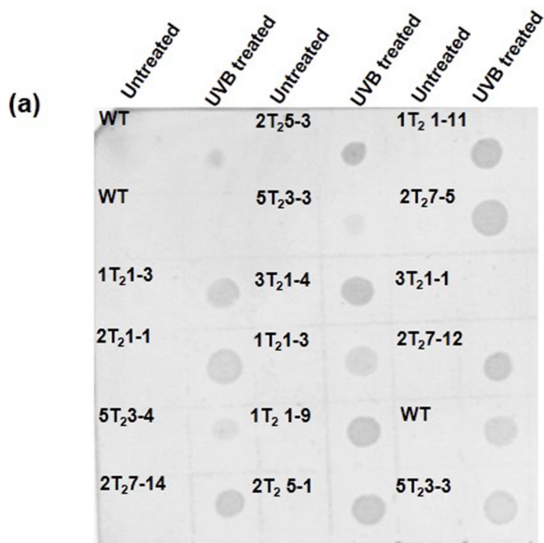 Untreated UVB treated Untreated UVB treated Untreated UVB treated
(a)
WT 2T₂5-3 1T₂ 1-11
WT 5T₂3-3 2T₂7-5
1T₂1-3 3T₂1-4 3T₂1-1
2T₂1-1 1T₂1-3 2T₂7-12
5T₂3-4 1T₂ 1-9 WT
2T₂7-14 2T₂ 5-1 5T₂3-3